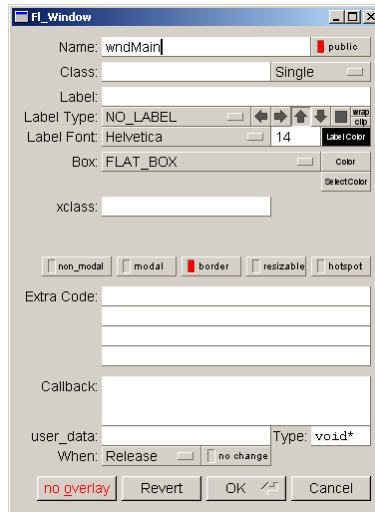 Fl_Window
Name: wndMain public
Class: Single
Label:
Label Type: NO_LABEL wrap clip
Label Font: Helvetica 14 Label Color
Box: FLAT_BOX Color
SelectColor
xclass:
non_modal modal border resizable hotspot
Extra Code:
Callback:
user_data: Type: void*
When: Release no change
no overlay Revert OK Cancel